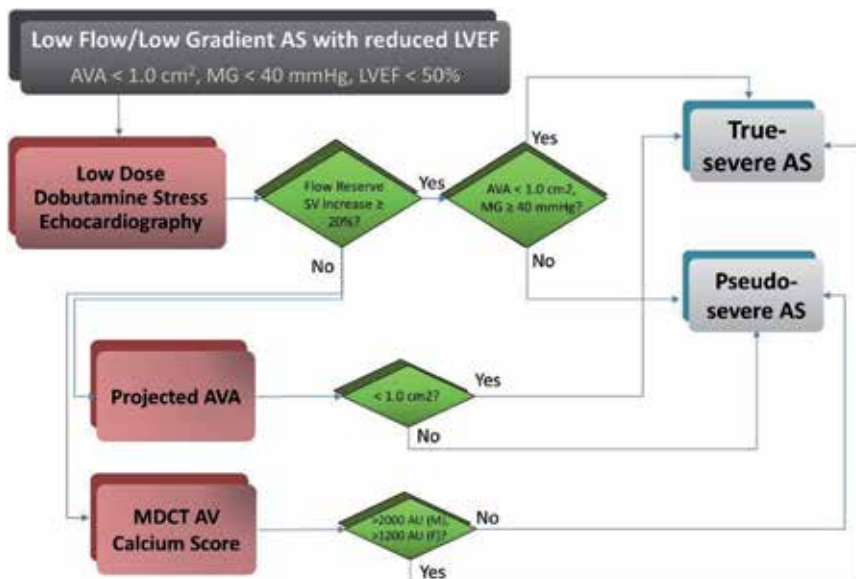 Low Flow/Low Gradient AS with reduced LVEF
AVA < 1.0 cm², MG < 40 mmHg, LVEF < 50%
Low Dose
Dobutamine Stress
Echocardiography
Flow Reserve
SV Increase ≥
20%?
Yes
No
AVA < 1.0 cm2,
MG ≥ 40 mmHg?
Yes
No
True-
severe AS
Pseudo-
severe AS
Projected AVA
< 1.0 cm2?
Yes
No
MDCT AV
Calcium Score
>2000 AU (M),
>1200 AU (F)?
No
Yes